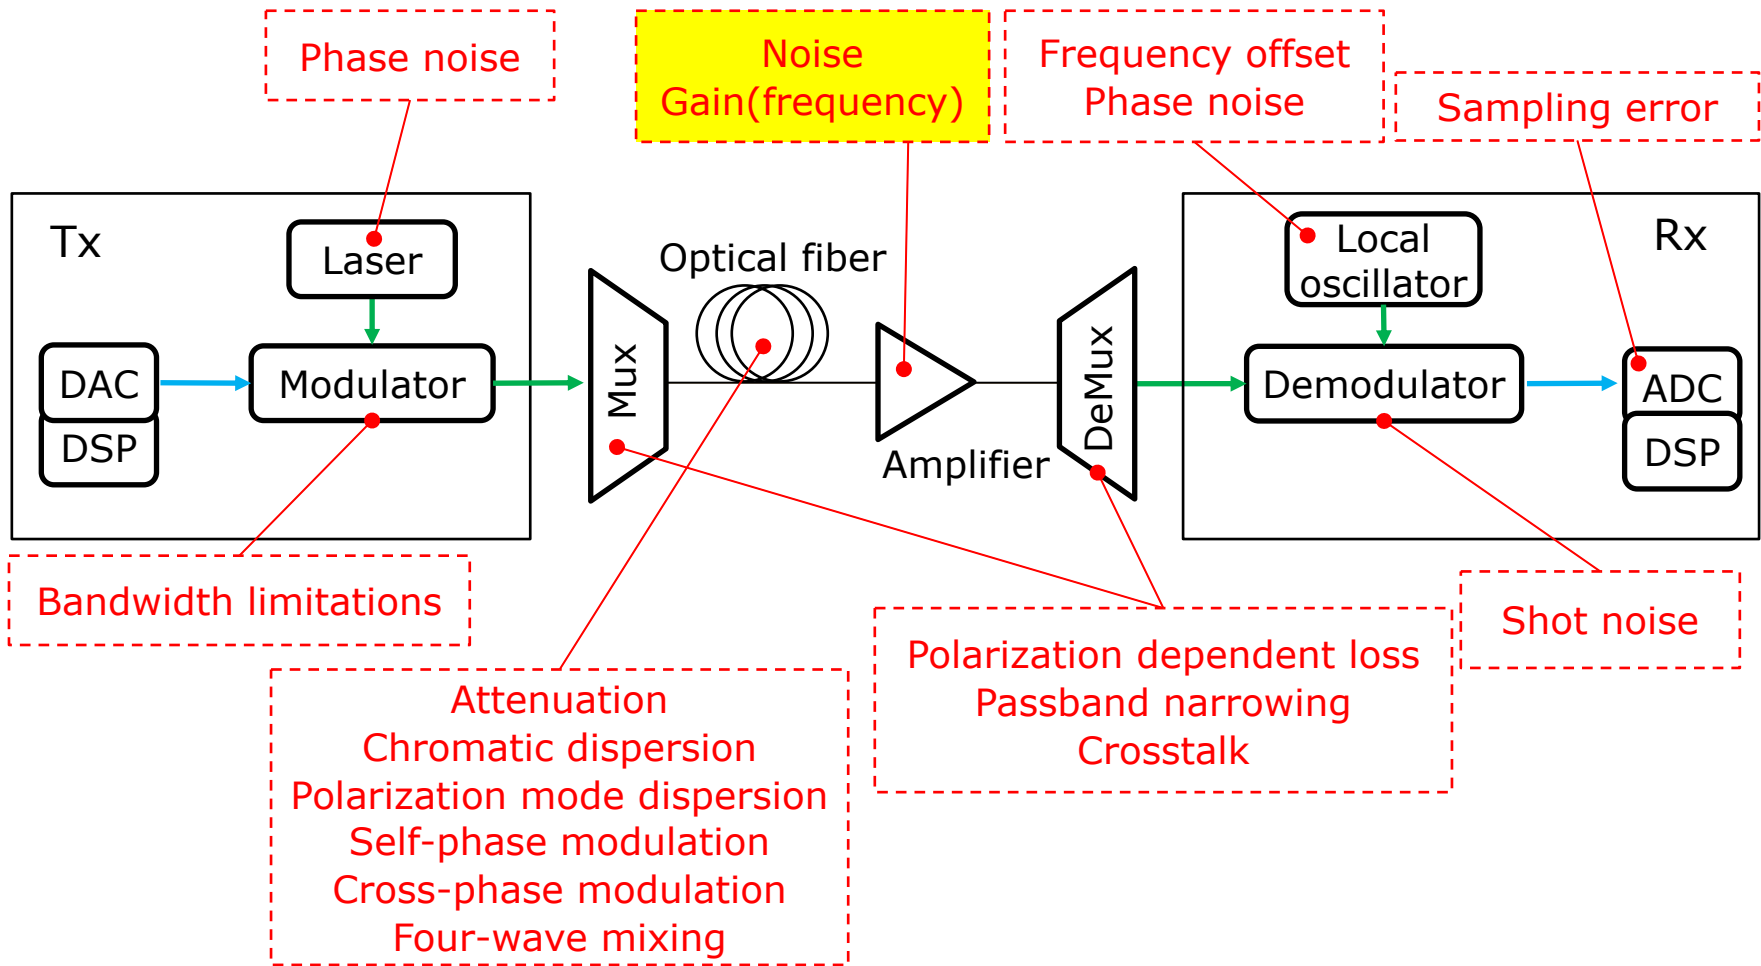 Phase noise
Noise
Gain(frequency)
Frequency offset
Phase noise
Sampling error
Tx
Laser
DAC
DSP
Modulator
Mux
Optical fiber
Amplifier
DeMux
Rx
Local
oscillator
Demodulator
ADC
DSP
Bandwidth limitations
Attenuation
Chromatic dispersion
Polarization mode dispersion
Self-phase modulation
Cross-phase modulation
Four-wave mixing
Polarization dependent loss
Passband narrowing
Crosstalk
Shot noise